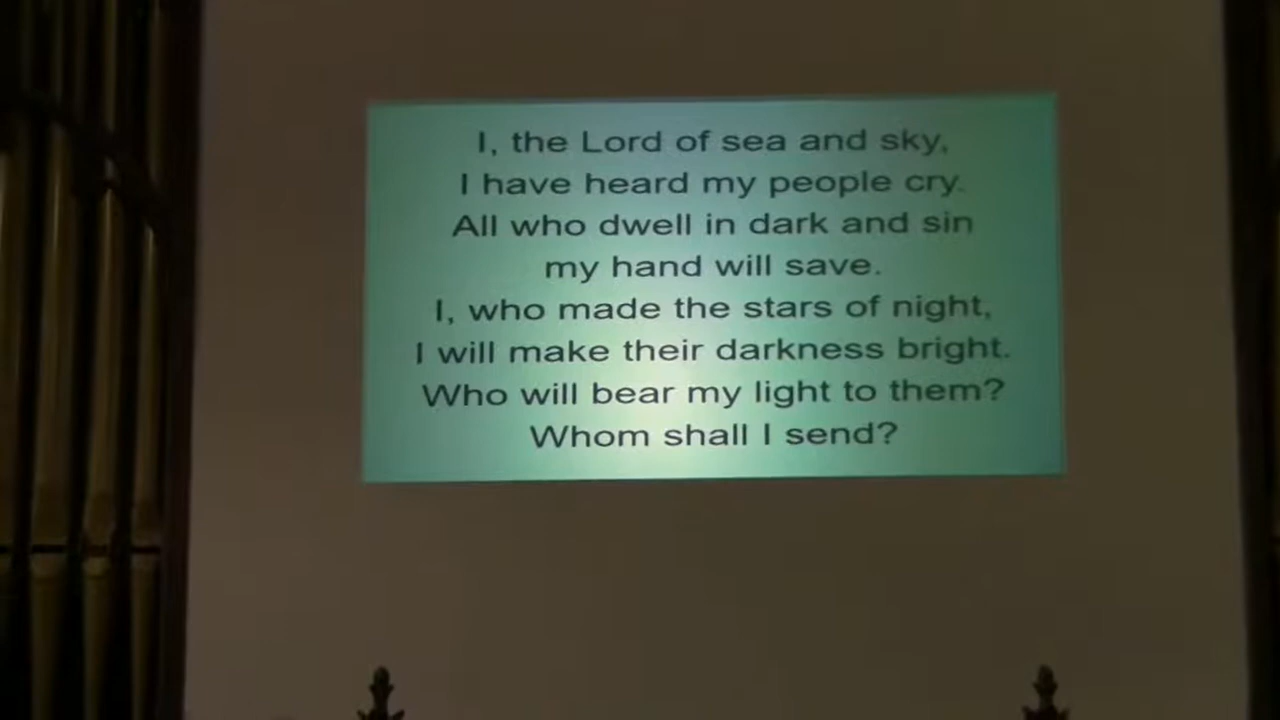 I, the Lord of sea and sky,
I have heard my people cry.
All who dwell in dark and sin
my hand will save.
I, who made the stars of night,
I will make their darkness bright.
Who will bear my light to them?
Whom shall I send?